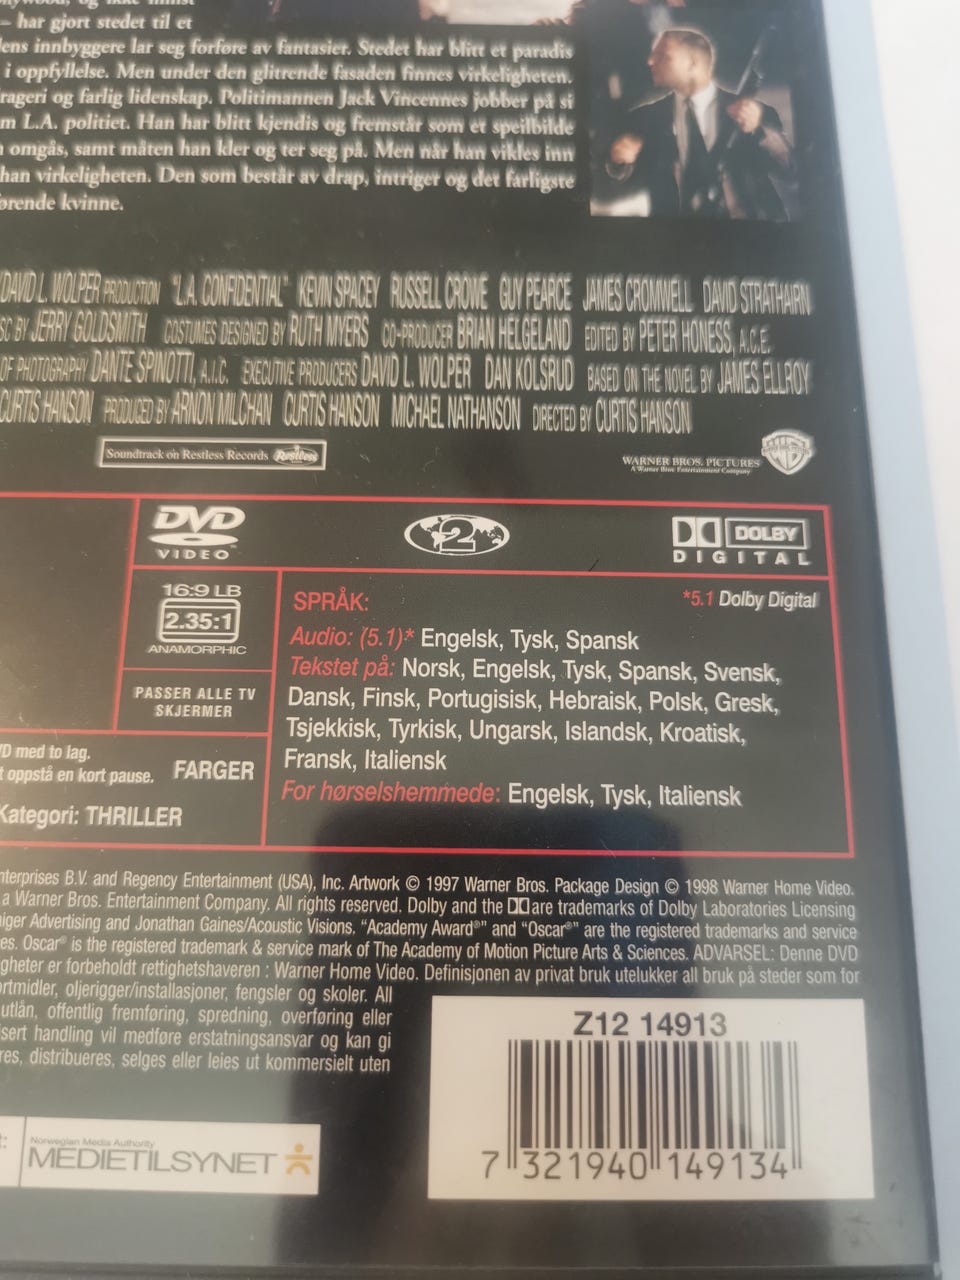 – har gjort stedet til et
innbyggere lar seg forføre av fantasier. Stedet har blitt et paradis
i oppfyllelse. Men under den glitrende fasaden finnes virkeligheten.
og farlig lidenskap. Politimannen Jack Vincennes jobber på si
L.A. politiet. Han har blitt kjendis og fremstår som et speilbilde
omgås, samt måten han kler og ter seg på. Men når han vikles inn
han virkeligheten. Den som består av drap, intriger og det farligste
kvinne.
DAVID L. WOLPER PRODUCTION "L.A. CONFIDENTIAL" KEVIN SPACEY RUSSELL CROWE GUY PEARCE JAMES CROMWELL DAVID STRATHAIRN
BY JERRY GOLDSMITH COSTUMES DESIGNED BY RUTH MYERS CO-PRODUCER BRIAN HELGELAND EDITED BY PETER HONESS, A.C.E.
OF PHOTOGRAPHY DANTE SPINOTTI, A.I.C. EXECUTIVE PRODUCERS DAVID L. WOLPER DAN KOLSRUD BASED ON THE NOVEL BY JAMES ELLROY
CURTIS HANSON PRODUCED BY ARNON MILCHAN CURTIS HANSON MICHAEL NATHANSON DIRECTED BY CURTIS HANSON
Soundtrack on Restless Records Restless
WARNER BROS. PICTURES
A Warner Bros. Entertainment Company
WB
DVD VIDEO
2
DOLBY DIGITAL
16:9 LB
2.35:1
ANAMORPHIC
PASSER ALLE TV
SKJERMER
SPRÅK: *5.1 Dolby Digital
Audio: (5.1)* Engelsk, Tysk, Spansk
Tekstet på: Norsk, Engelsk, Tysk, Spansk, Svensk,
Dansk, Finsk, Portugisisk, Hebraisk, Polsk, Gresk,
Tsjekkisk, Tyrkisk, Ungarsk, Islandsk, Kroatisk,
Fransk, Italiensk
For hørselshemmede: Engelsk, Tysk, Italiensk
med to lag.
oppstå en kort pause. FARGER
Kategori: THRILLER
B.V. and Regency Entertainment (USA), Inc. Artwork © 1997 Warner Bros. Package Design © 1998 Warner Home Video.
a Warner Bros. Entertainment Company. All rights reserved. Dolby and the DD are trademarks of Dolby Laboratories Licensing
Advertising and Jonathan Gaines/Acoustic Visions. "Academy Award®" and "Oscar®" are the registered trademarks and service
Oscar® is the registered trademark & service mark of The Academy of Motion Picture Arts & Sciences. ADVARSEL: Denne DVD
er forbeholdt rettighetshaveren : Warner Home Video. Definisjonen av privat bruk utelukker all bruk på steder som for
oljerigger/installasjoner, fengsler og skoler. All
utlån, offentlig fremføring, spredning, overføring eller
handling vil medføre erstatningsansvar og kan gi
distribueres, selges eller leies ut kommersielt uten
Z12 14913
7 321940 149134
Norwegian Media Authority
MEDIETILSYNET